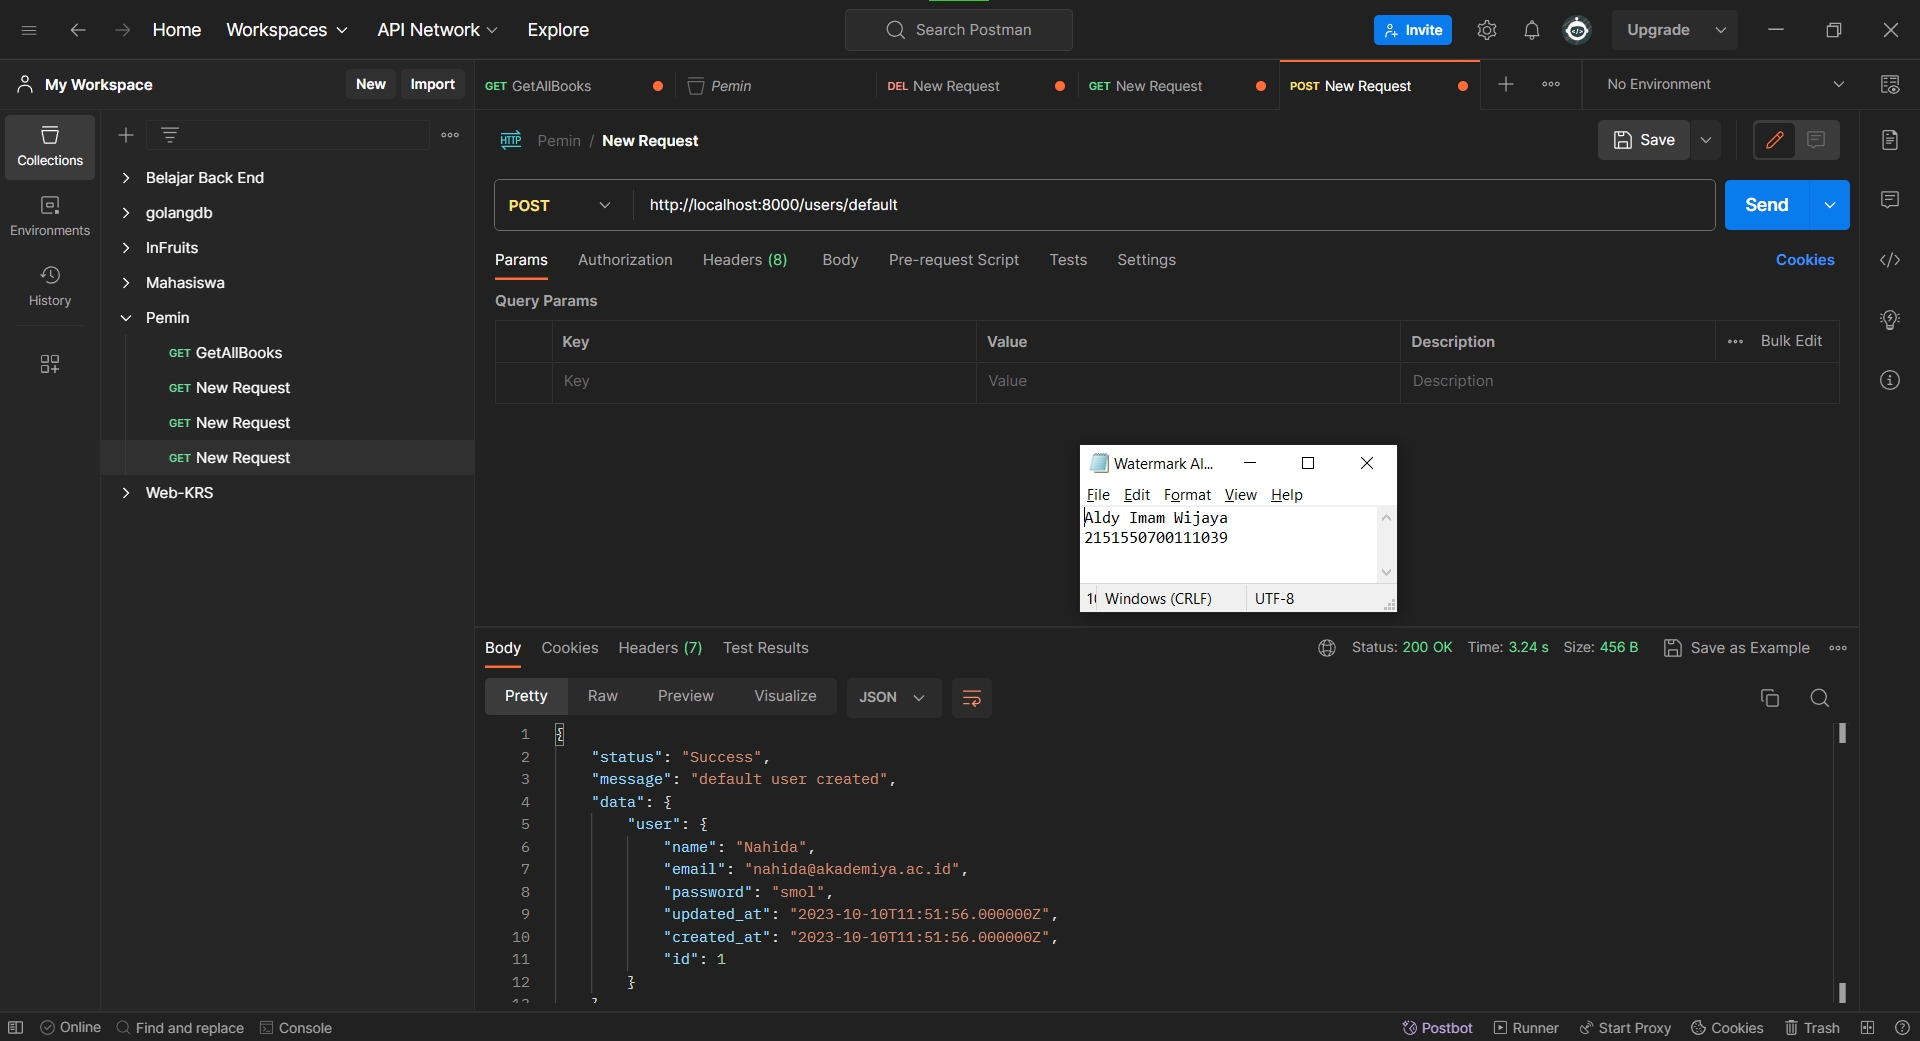 Home Workspaces API Network Explore Search Postman Invite Upgrade
My Workspace New Import GET GetAllBooks Pemin DEL New Request GET New Request POST New Request No Environment
Collections
Environments
History
Belajar Back End
golangdb
InFruits
Mahasiswa
Pemin
GET GetAllBooks
GET New Request
GET New Request
GET New Request
Web-KRS
HTTP Pemin / New Request Save
POST http://localhost:8000/users/default Send
Params Authorization Headers (8) Body Pre-request Script Tests Settings Cookies
Query Params
Key Value Description Bulk Edit
Key Value Description
Watermark Al...
File Edit Format View Help
Aldy Imam Wijaya
2151550700111039
Windows (CRLF) UTF-8
Body Cookies Headers (7) Test Results Status: 200 OK Time: 3.24 s Size: 456 B Save as Example
Pretty Raw Preview Visualize JSON
1 {
2 "status": "Success",
3 "message": "default user created",
4 "data": {
5 "user": {
6 "name": "Nahida",
7 "email": "nahida@akademiya.ac.id",
8 "password": "smol",
9 "updated_at": "2023-10-10T11:51:56.000000Z",
10 "created_at": "2023-10-10T11:51:56.000000Z",
11 "id": 1
12 }
Online Find and replace Console Postbot Runner Start Proxy Cookies Trash